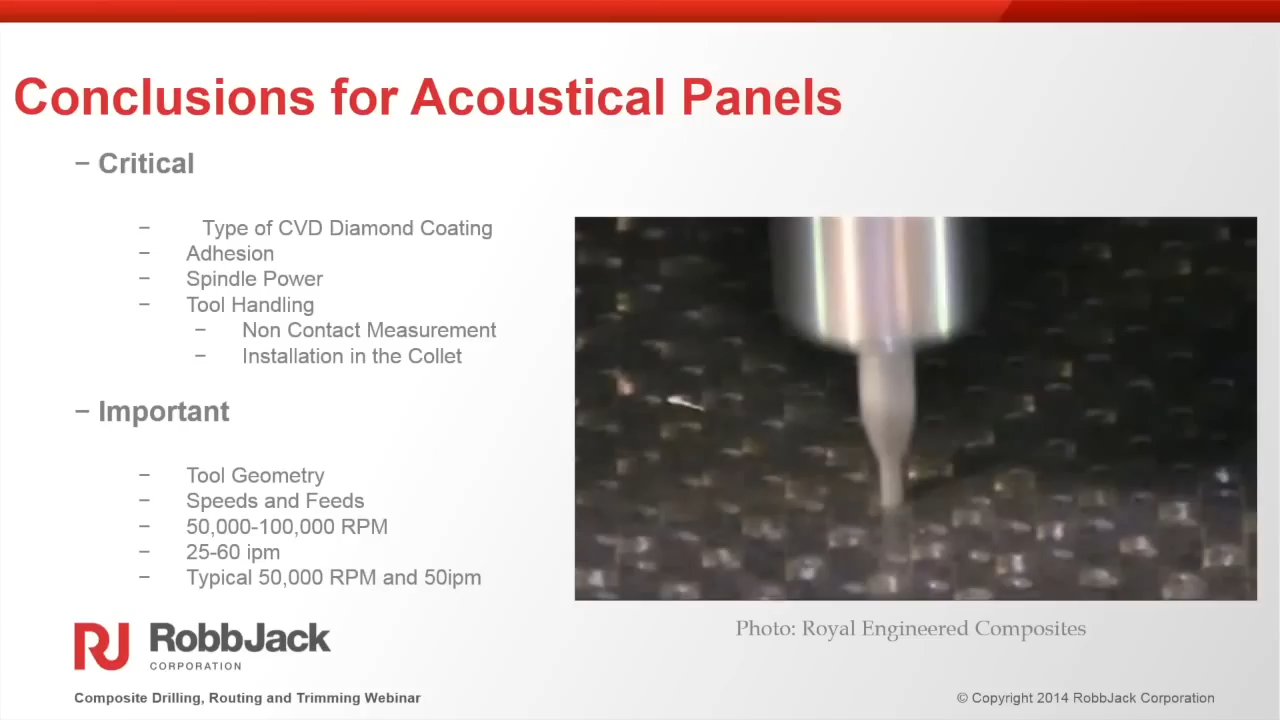 Conclusions for Acoustical Panels
− Critical
− Type of CVD Diamond Coating
− Adhesion
− Spindle Power
− Tool Handling
− Non Contact Measurement
− Installation in the Collet
− Important
− Tool Geometry
− Speeds and Feeds
− 50,000-100,000 RPM
− 25-60 ipm
− Typical 50,000 RPM and 50ipm
Photo: Royal Engineered Composites
RJ RobbJack
CORPORATION
Composite Drilling, Routing and Trimming Webinar
© Copyright 2014 RobbJack Corporation